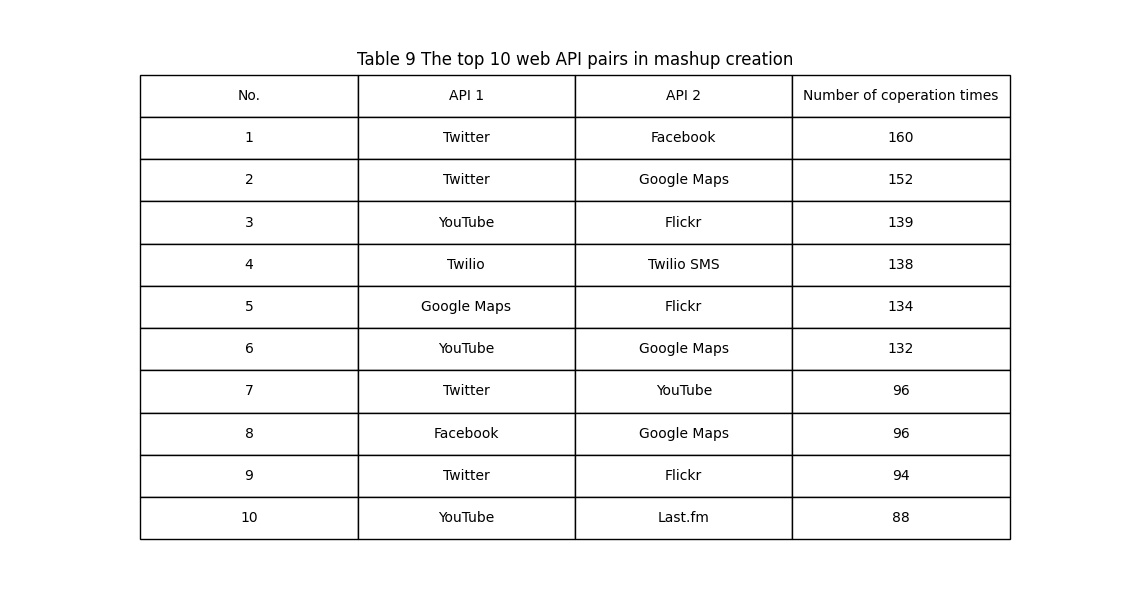 Table 9 The top 10 web API pairs in mashup creation
No. API 1 API 2 Number of coperation times
1 Twitter Facebook 160
2 Twitter Google Maps 152
3 YouTube Flickr 139
4 Twilio Twilio SMS 138
5 Google Maps Flickr 134
6 YouTube Google Maps 132
7 Twitter YouTube 96
8 Facebook Google Maps 96
9 Twitter Flickr 94
10 YouTube Last.fm 88